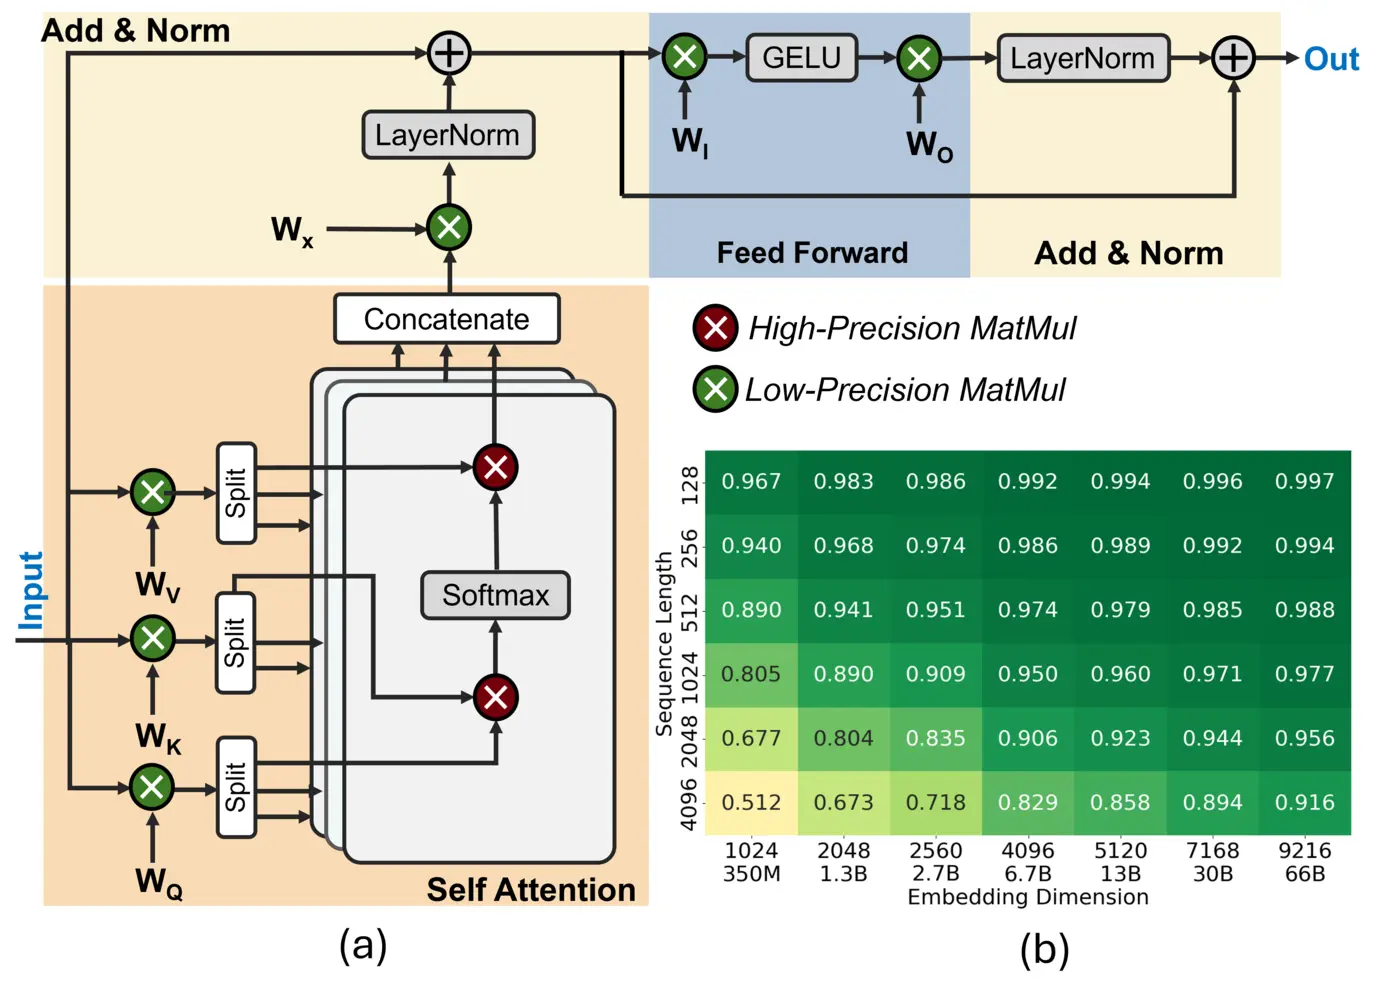 Add & Norm
GELU
LayerNorm
Out
LayerNorm
W_I
W_O
W_x
Feed Forward
Add & Norm
Concatenate
High-Precision MatMul
Low-Precision MatMul
Split
W_V
Input
Softmax
Split
W_K
Split
W_Q
Self Attention
(a)
Sequence Length
128 0.967 0.983 0.986 0.992 0.994 0.996 0.997
256 0.940 0.968 0.974 0.986 0.989 0.992 0.994
512 0.890 0.941 0.951 0.974 0.979 0.985 0.988
1024 0.805 0.890 0.909 0.950 0.960 0.971 0.977
2048 0.677 0.804 0.835 0.906 0.923 0.944 0.956
4096 0.512 0.673 0.718 0.829 0.858 0.894 0.916
1024 2048 2560 4096 5120 7168 9216
350M 1.3B 2.7B 6.7B 13B 30B 66B
Embedding Dimension
(b)